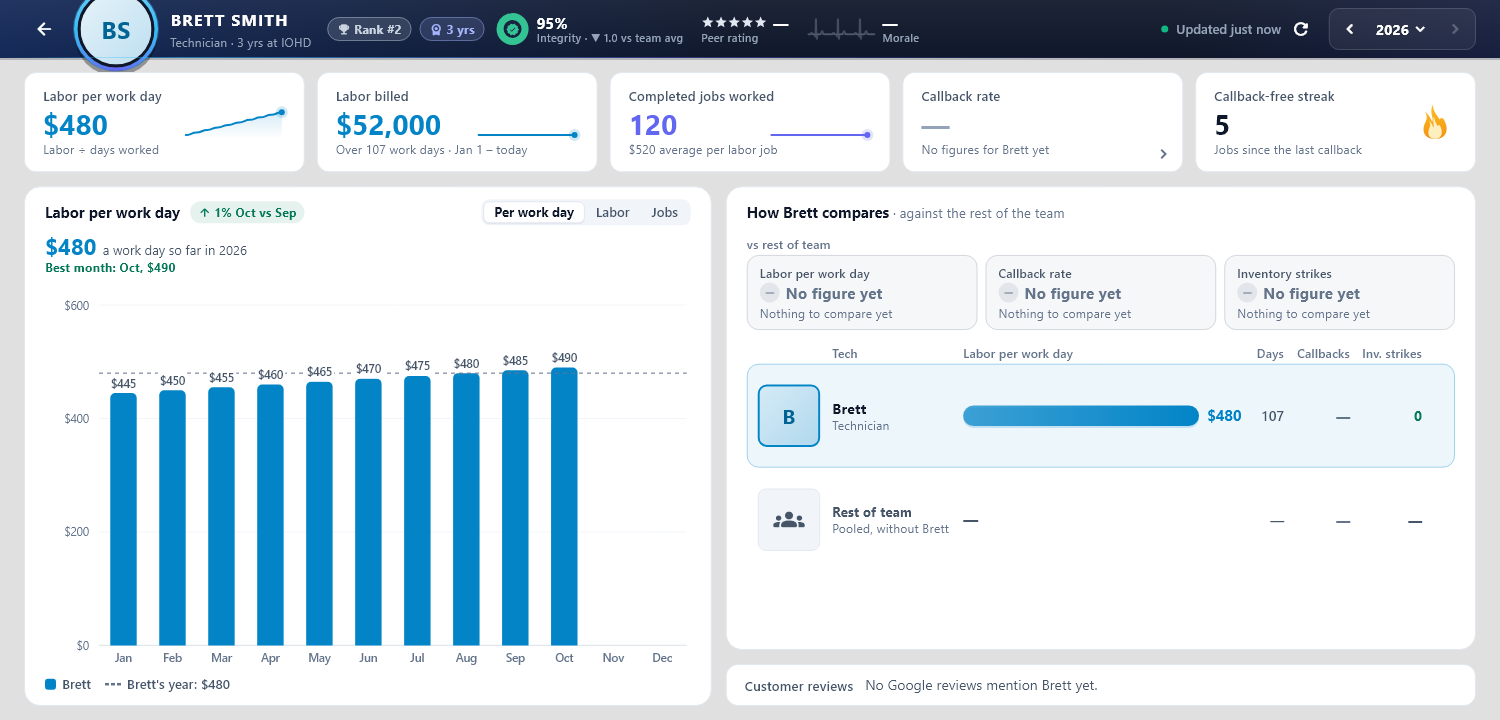 BS
BRETT SMITH
Technician · 3 yrs at IOHD
Rank #2
3 yrs
95%
Integrity · ▼ 1.0 vs team avg
★★★★★ —
Peer rating
—
Morale
Updated just now
2026
Labor per work day
$480
Labor ÷ days worked
Labor billed
$52,000
Over 107 work days · Jan 1 – today
Completed jobs worked
120
$520 average per labor job
Callback rate
—
No figures for Brett yet
Callback-free streak
5
Jobs since the last callback
Labor per work day
↑ 1% Oct vs Sep
Per work day
Labor
Jobs
$480 a work day so far in 2026
Best month: Oct, $490
$600
$400
$200
$0
$445
$450
$455
$460
$465
$470
$475
$480
$485
$490
Jan
Feb
Mar
Apr
May
Jun
Jul
Aug
Sep
Oct
Nov
Dec
Brett
Brett's year: $480
How Brett compares · against the rest of the team
vs rest of team
Labor per work day
– No figure yet
Nothing to compare yet
Callback rate
– No figure yet
Nothing to compare yet
Inventory strikes
– No figure yet
Nothing to compare yet
Tech
Labor per work day
Days
Callbacks
Inv. strikes
B
Brett
Technician
$480
107
—
0
Rest of team
Pooled, without Brett
—
—
—
—
Customer reviews
No Google reviews mention Brett yet.